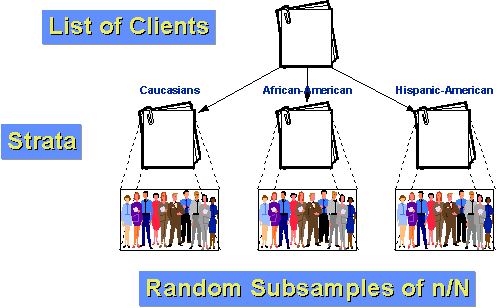 List of Clients
Caucasians African-American Hispanic-American
Strata
Random Subsamples of n/N